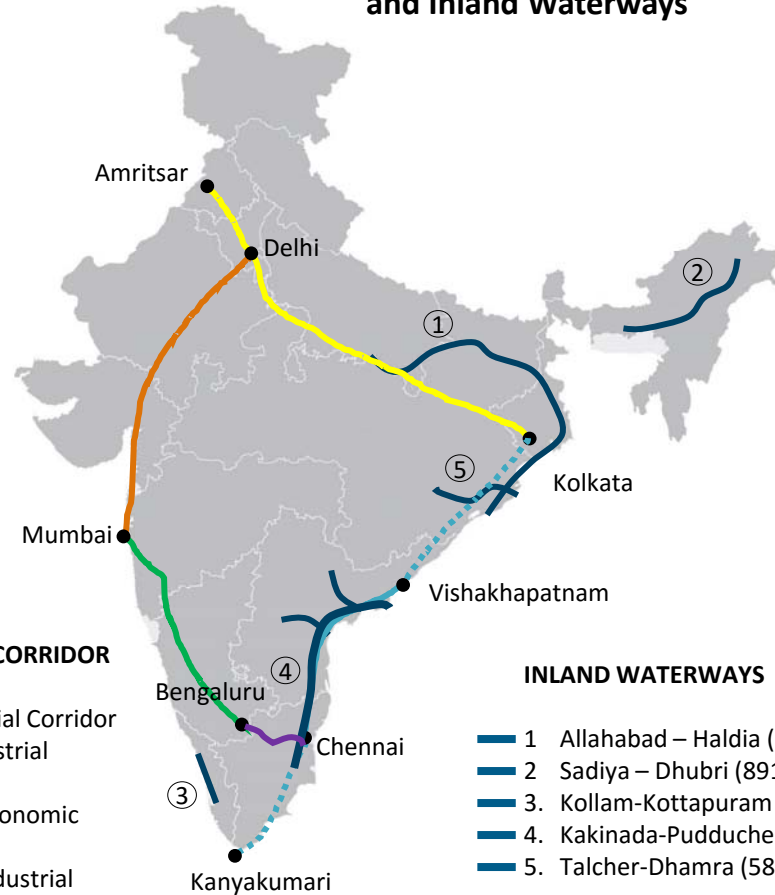 and Inland Waterways
Amritsar
Delhi
2
1
5
Kolkata
Mumbai
Vishakhapatnam
CORRIDOR
4
INLAND WATERWAYS
Bengaluru
ial Corridor
strial
Chennai
1 Allahabad – Haldia (
2 Sadiya – Dhubri (891
3
3. Kollam-Kottapuram
onomic
4. Kakinada-Pudduche
dustrial
5. Talcher-Dhamra (58
Kanyakumari